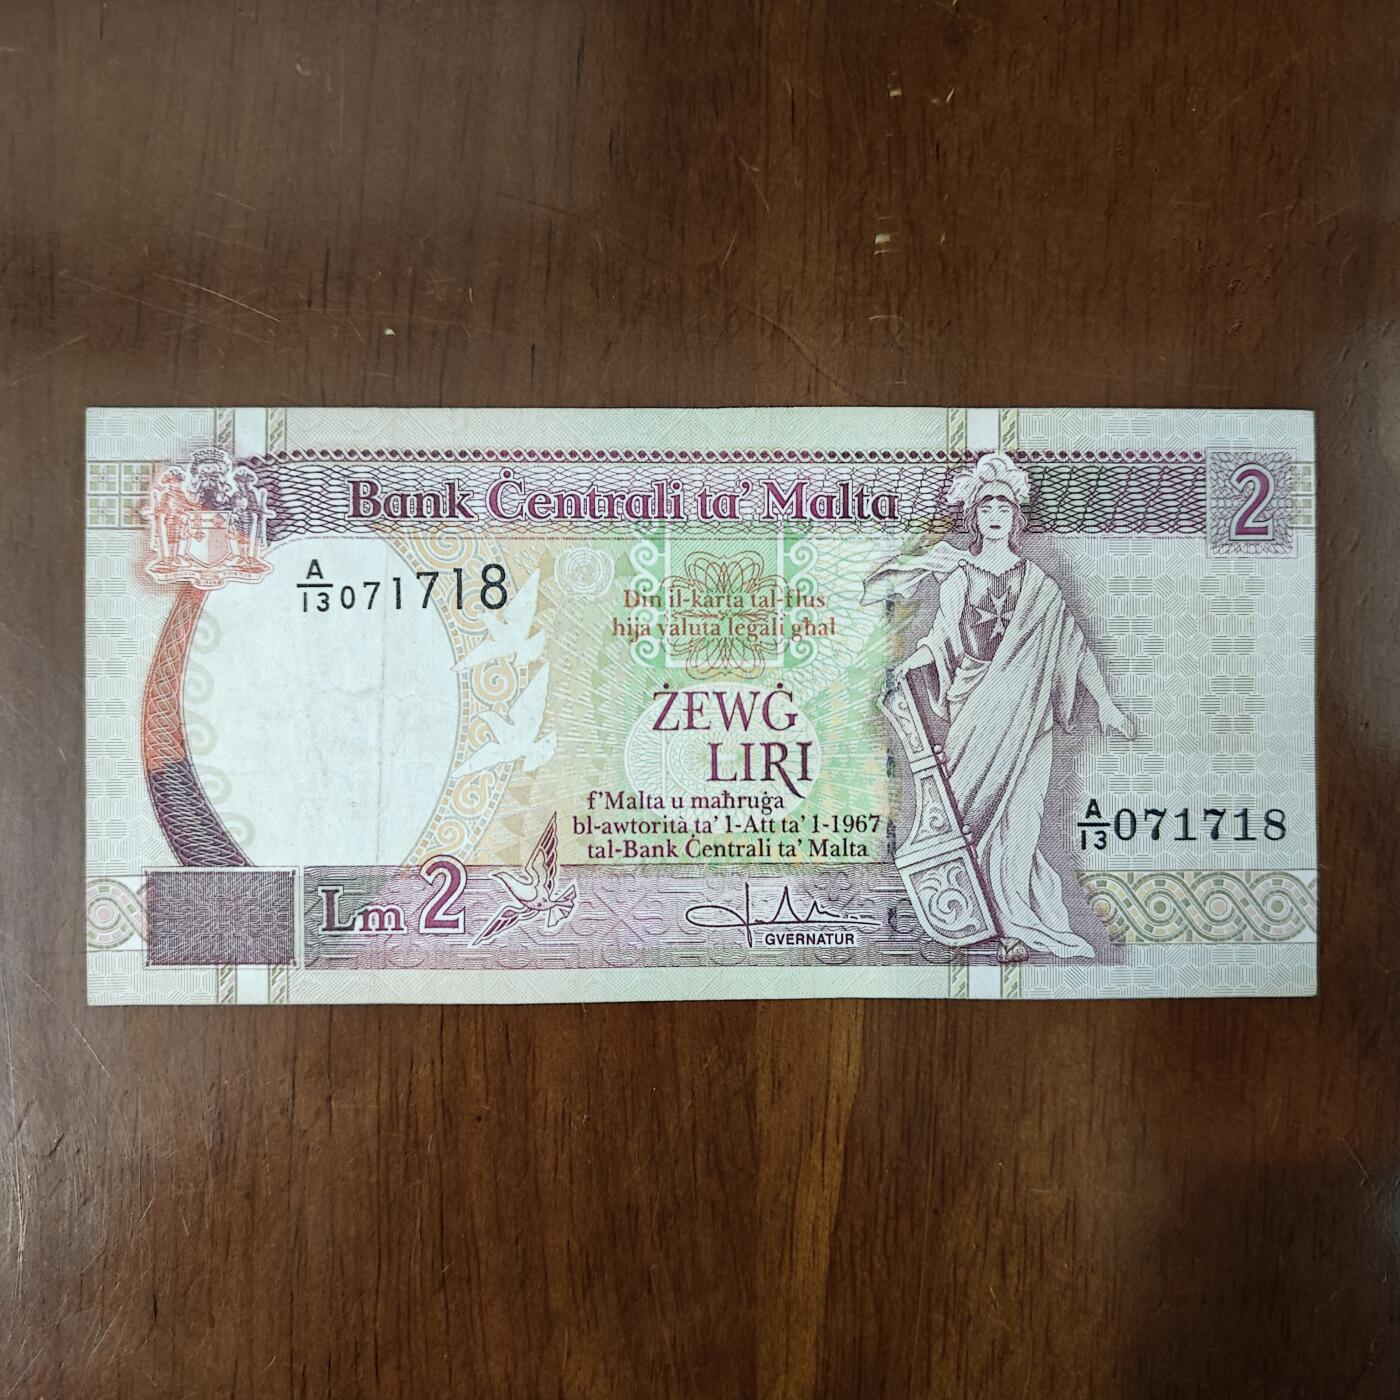 Bank Ċentrali ta' Malta
2
A/13 071718
Din il-karta tal-flus
hija valuta legali għal
ŻEWĠ
LIRI
f'Malta u maħruġa
bl-awtorità ta' l-Att ta' l-1967
tal-Bank Ċentrali ta' Malta
A/13 071718
Lm 2
GVERNATUR